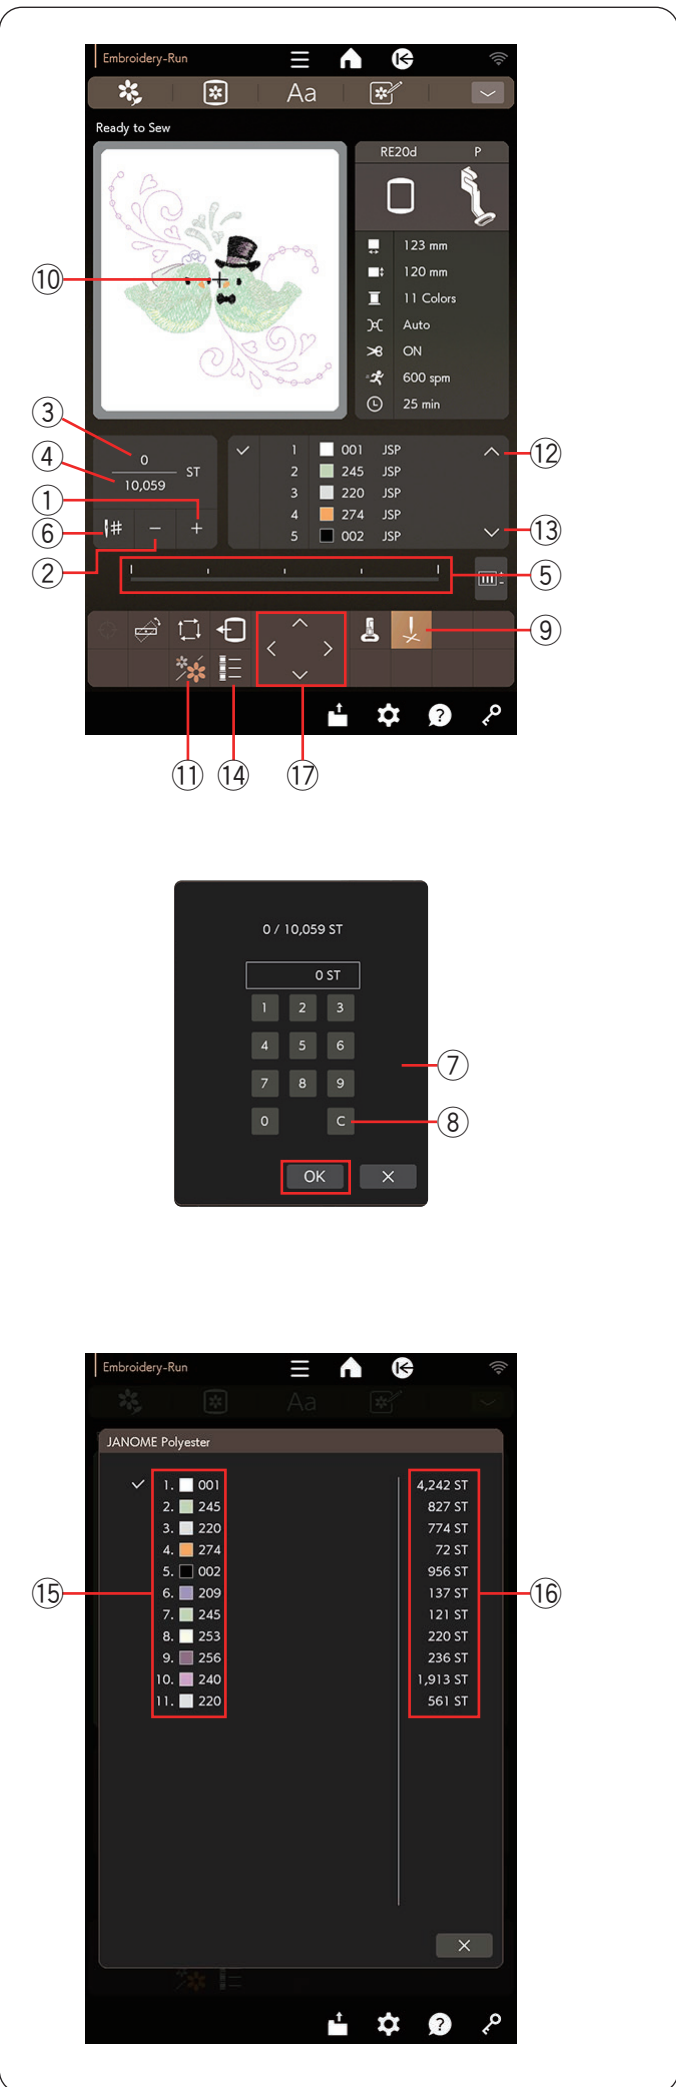 Embroidery-Run
Aa
Ready to Sew
RE20d P
123 mm
120 mm
11 Colors
Auto
ON
600 spm
25 min
⑩
③
④
①
⑥
②
0
10,059
ST
#
−
+
1 001 JSP
2 245 JSP
3 220 JSP
4 274 JSP
5 002 JSP
⑫
⑬
⑤
⑨
⑪
⑭
⑰
0 / 10,059 ST
0 ST
1 2 3
4 5 6
7 8 9
0 C
OK ×
⑦
⑧
Embroidery-Run
Aa
JANOME Polyester
1. 001 4,242 ST
2. 245 827 ST
3. 220 774 ST
4. 274 72 ST
5. 002 956 ST
6. 209 137 ST
7. 245 121 ST
8. 253 220 ST
9. 256 236 ST
10. 240 1,913 ST
11. 220 561 ST
⑮
⑯
×